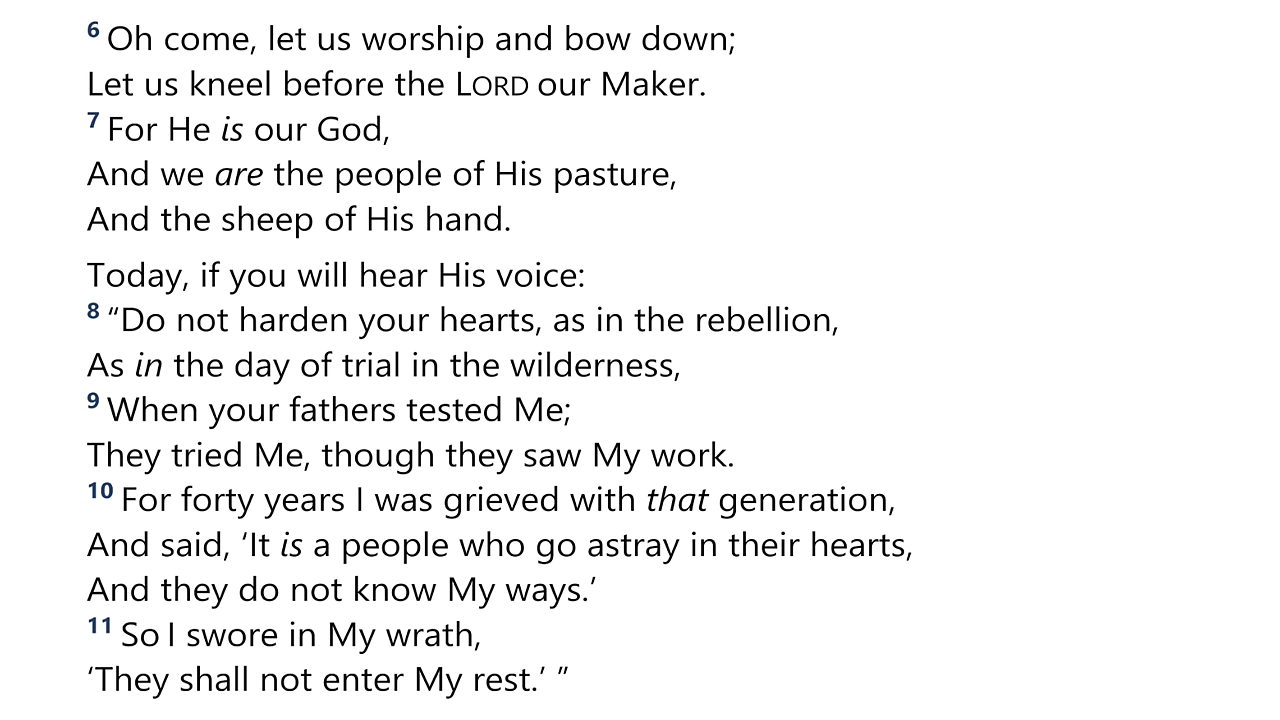 6 Oh come, let us worship and bow down;
Let us kneel before the LORD our Maker.
7 For He is our God,
And we are the people of His pasture,
And the sheep of His hand.
Today, if you will hear His voice:
8 “Do not harden your hearts, as in the rebellion,
As in the day of trial in the wilderness,
9 When your fathers tested Me;
They tried Me, though they saw My work.
10 For forty years I was grieved with that generation,
And said, ‘It is a people who go astray in their hearts,
And they do not know My ways.’
11 So I swore in My wrath,
‘They shall not enter My rest.’ ”